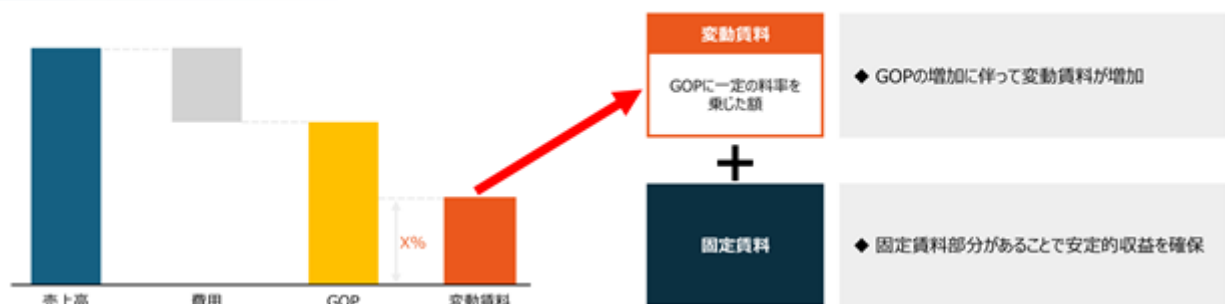 変動賃料
GOPに一定の料率を
乗じた額
◆ GOPの増加に伴って変動賃料が増加
+
固定賃料
◆ 固定賃料部分があることで安定的収益を確保
X%
売上高
費用
GOP
変動賃料